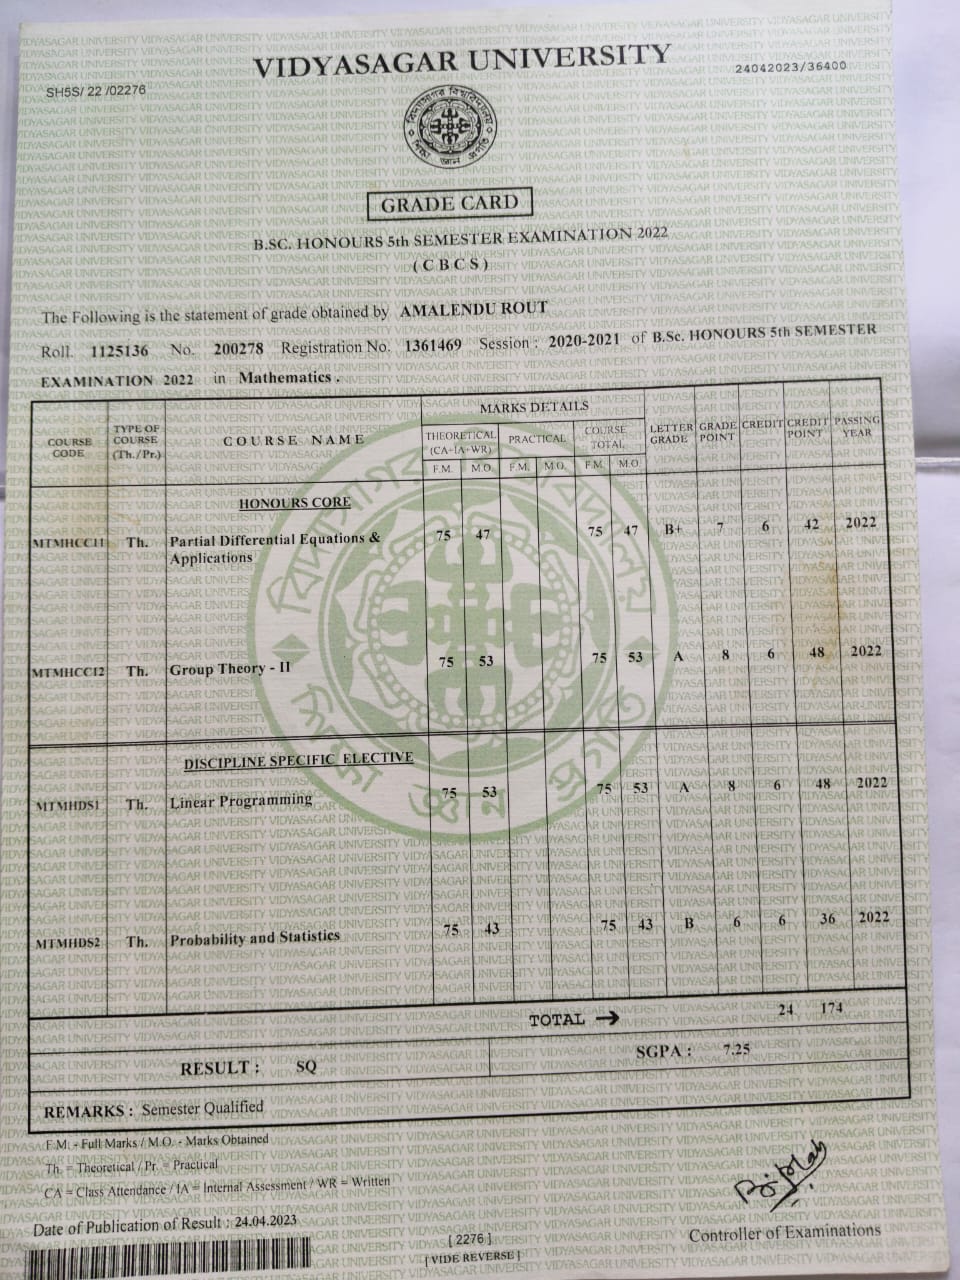 VIDYASAGAR UNIVERSITY
SH5S/ 22 /02276
24042023/36400
GRADE CARD
B.SC. HONOURS 5th SEMESTER EXAMINATION 2022
( C B C S )
The Following is the statement of grade obtained by AMALENDU ROUT
Roll. 1125136 No. 200278 Registration No. 1361469 Session : 2020-2021 of B.Sc. HONOURS 5th SEMESTER
EXAMINATION 2022 in Mathematics .
COURSE CODE TYPE OF COURSE (Th./Pr.) COURSE NAME MARKS DETAILS LETTER GRADE GRADE POINT CREDIT CREDIT POINT PASSING YEAR
THEORETICAL (CA+IA+WR) PRACTICAL COURSE TOTAL
F.M. M.O. F.M. M.O. F.M. M.O.
HONOURS CORE
MTMHCC11 Th. Partial Differential Equations & 75 47 75 47 B+ 7 6 42 2022
Applications
MTMHCC12 Th. Group Theory - II 75 53 75 53 A 8 6 48 2022
DISCIPLINE SPECIFIC ELECTIVE
MTMHDS1 Th. Linear Programming 75 53 75 53 A 8 6 48 2022
MTMHDS2 Th. Probability and Statistics 75 43 75 43 B 6 6 36 2022
TOTAL → 24 174
RESULT : SQ SGPA : 7.25
REMARKS : Semester Qualified
F.M. - Full Marks / M.O. - Marks Obtained
Th. = Theoretical / Pr. = Practical
CA = Class Attendance / IA = Internal Assessment / WR = Written
Date of Publication of Result : 24.04.2023
[ 2276 ]
[ VIDE REVERSE ]
Controller of Examinations